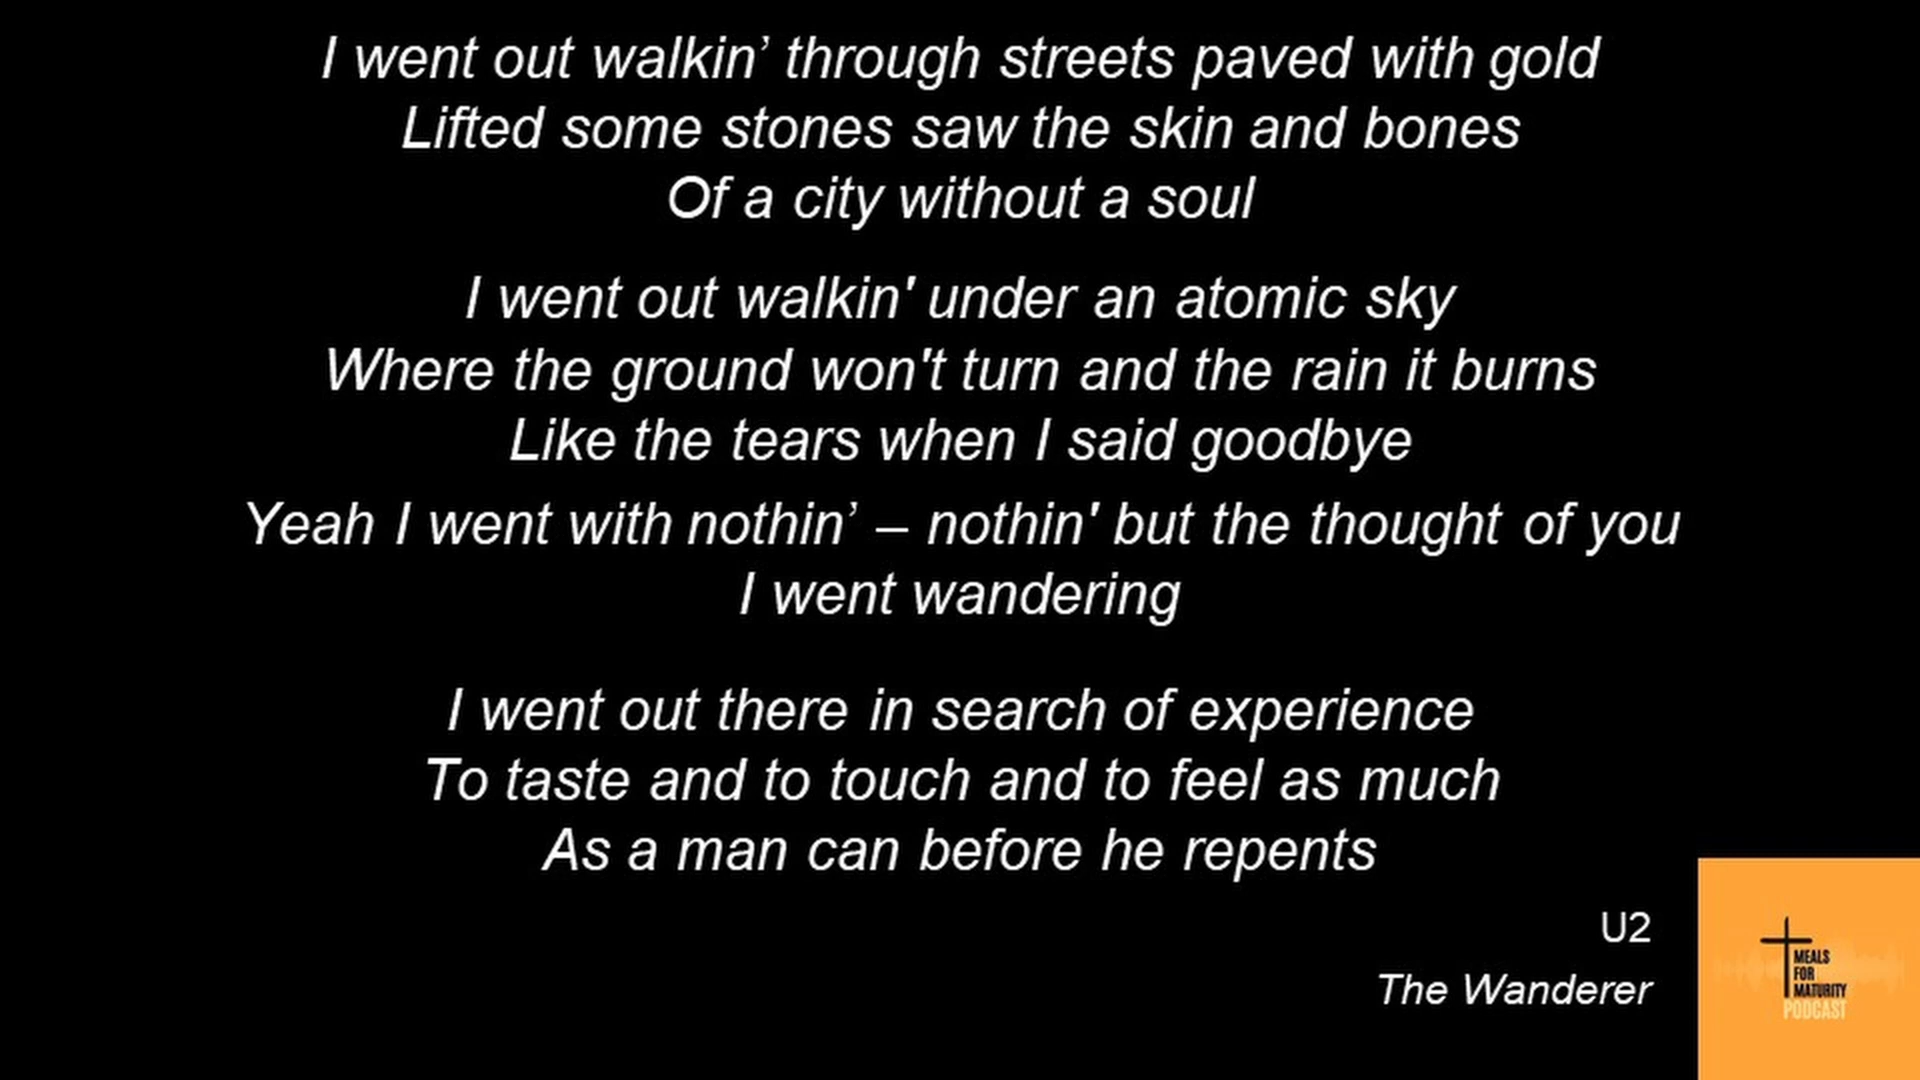 I went out walkin’ through streets paved with gold
Lifted some stones saw the skin and bones
Of a city without a soul
I went out walkin' under an atomic sky
Where the ground won't turn and the rain it burns
Like the tears when I said goodbye
Yeah I went with nothin’ – nothin' but the thought of you
I went wandering
I went out there in search of experience
To taste and to touch and to feel as much
As a man can before he repents
U2
The Wanderer
MEALS
FOR
MATURITY
PODCAST